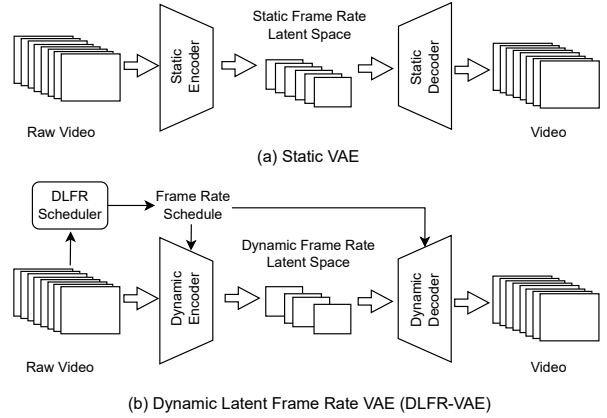 Static Frame Rate
Latent Space
Static
Encoder
Static
Decoder
Raw Video
Video
(a) Static VAE
DLFR
Scheduler
Frame Rate
Schedule
Dynamic Frame Rate
Latent Space
Dynamic
Encoder
Dynamic
Decoder
Raw Video
Video
(b) Dynamic Latent Frame Rate VAE (DLFR-VAE)